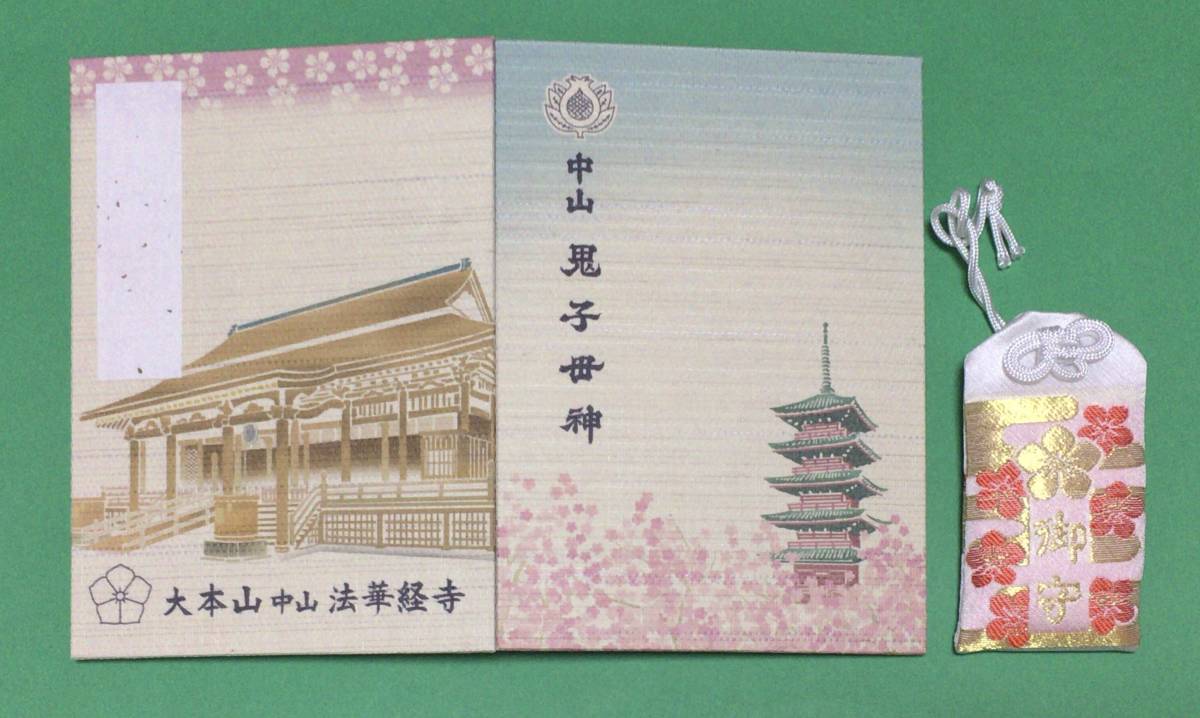 大本山中山法華経寺
中山 鬼子母神
御守